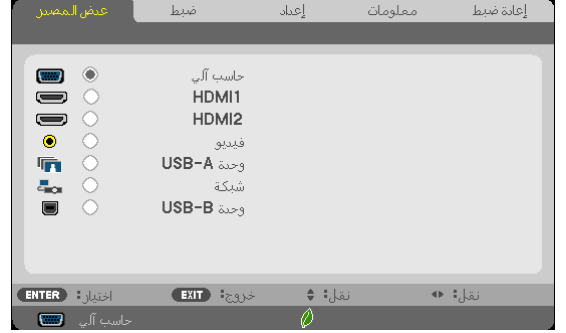 عرض المصدر ضبط إعداد معلومات إعادة ضبط
حاسب آلي
HDMI1
HDMI2
فيديو
وحدة USB-A
شبكة
وحدة USB-B
ENTER اختيار: EXIT خروج: نقل: نقل:
حاسب آلي